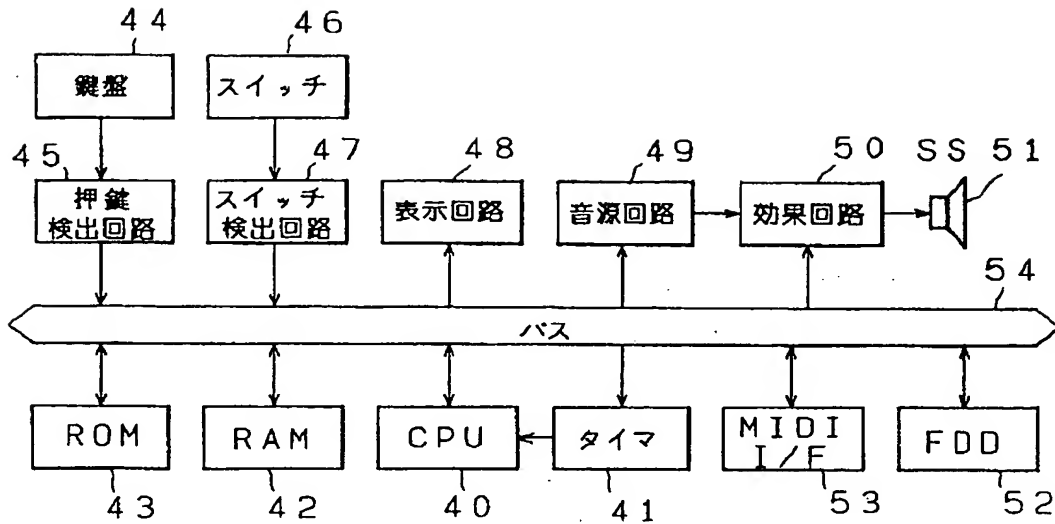 44
46
鍵盤
スイッチ
45
47
48
49
50
SS
51
押鍵
検出回路
スイッチ
検出回路
表示回路
音源回路
効果回路
54
バス
ROM
RAM
CPU
タイマ
MIDI
I/F
FDD
43
42
40
41
53
52